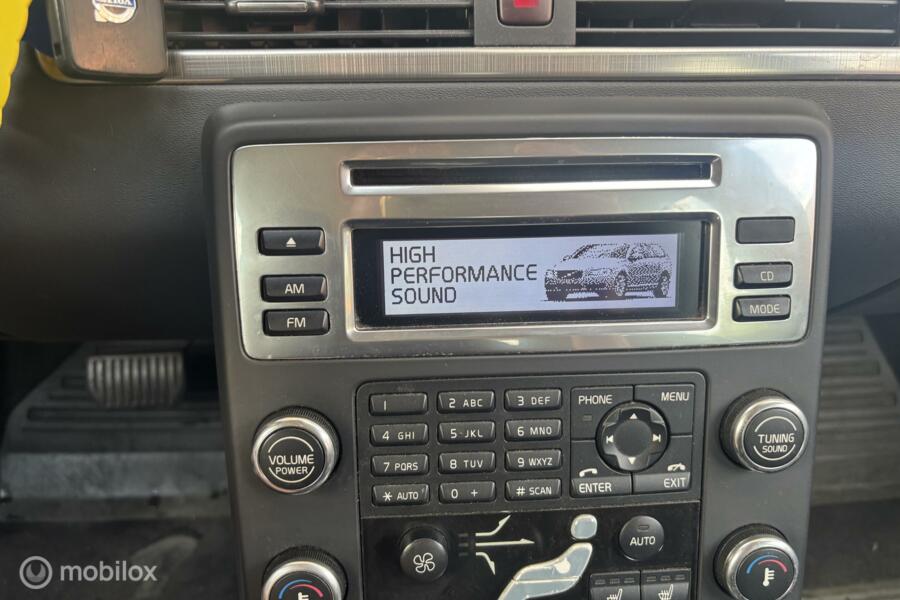 HIGH
PERFORMANCE
SOUND
AM
FM
CD
MODE
1
2 ABC
3 DEF
4 GHI
5 JKL
6 MNO
7 PQRS
8 TUV
9 WXYZ
* AUTO
0 +
# SCAN
PHONE
MENU
ENTER
EXIT
VOLUME
POWER
TUNING
SOUND
AUTO
mobilox